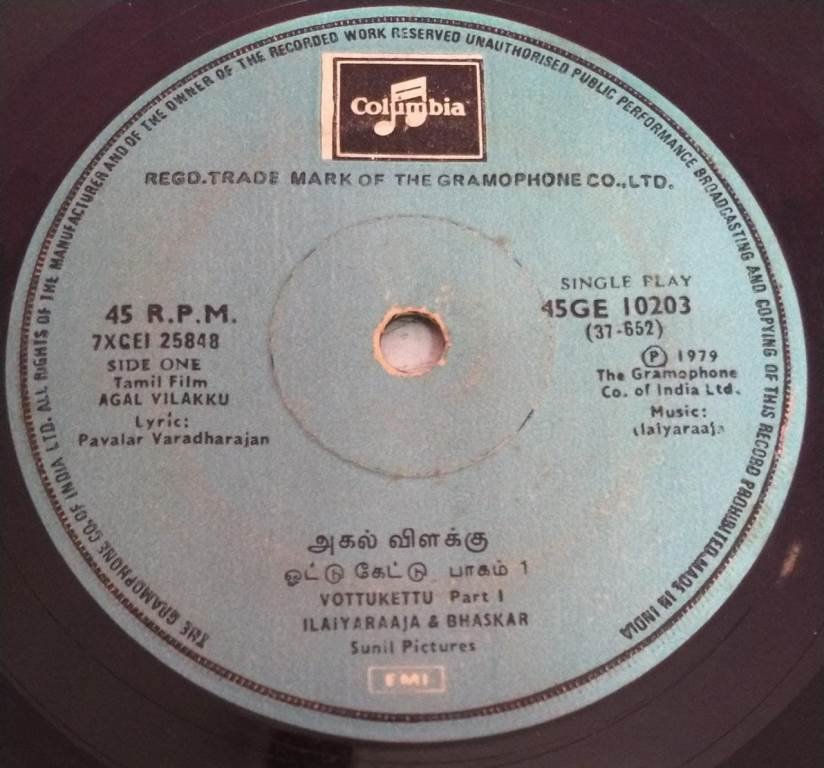 THE GRAMOPHONE CO. OF INDIA LTD. ALL RIGHTS OF THE MANUFACTURER AND OF THE OWNER OF THE RECORDED WORK RESERVED UNAUTHORISED PUBLIC PERFORMANCE BROADCASTING AND COPYING OF THIS RECORD PROHIBITED. MADE IN INDIA
Columbia
REGD. TRADE MARK OF THE GRAMOPHONE CO., LTD.
45 R.P.M.
7XGEI 25848
SIDE ONE
Tamil Film
AGAL VILAKKU
Lyric:
Pavalar Varadharajan
SINGLE PLAY
45GE 10203
(37-652)
Ⓟ 1979
The Gramophone
Co. of India Ltd.
Music:
Ilaiyaraaja
அகல் விளக்கு
ஓட்டு கேட்டு பாகம் 1
VOTTUKETTU Part I
ILAIYARAAJA & BHASKAR
Sunil Pictures
EMI